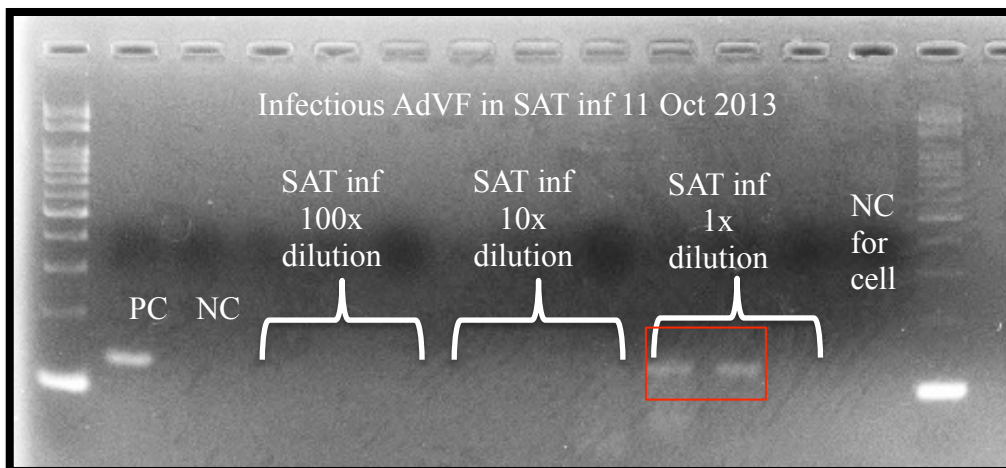 Infectious AdVF in SAT inf 11 Oct 2013
SAT inf
100x
dilution
SAT inf
10x
dilution
SAT inf
1x
dilution
NC
for
cell
PC
NC